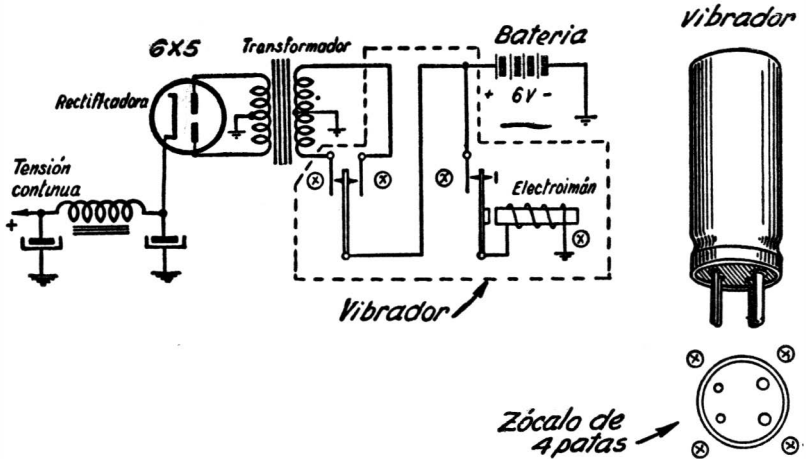 6X5
Transformador
Bateria
Vibrador
Rectificadora
+ 6V -
Tensión
continua
+
Electroimán
Vibrador
Zócalo de
4 patas